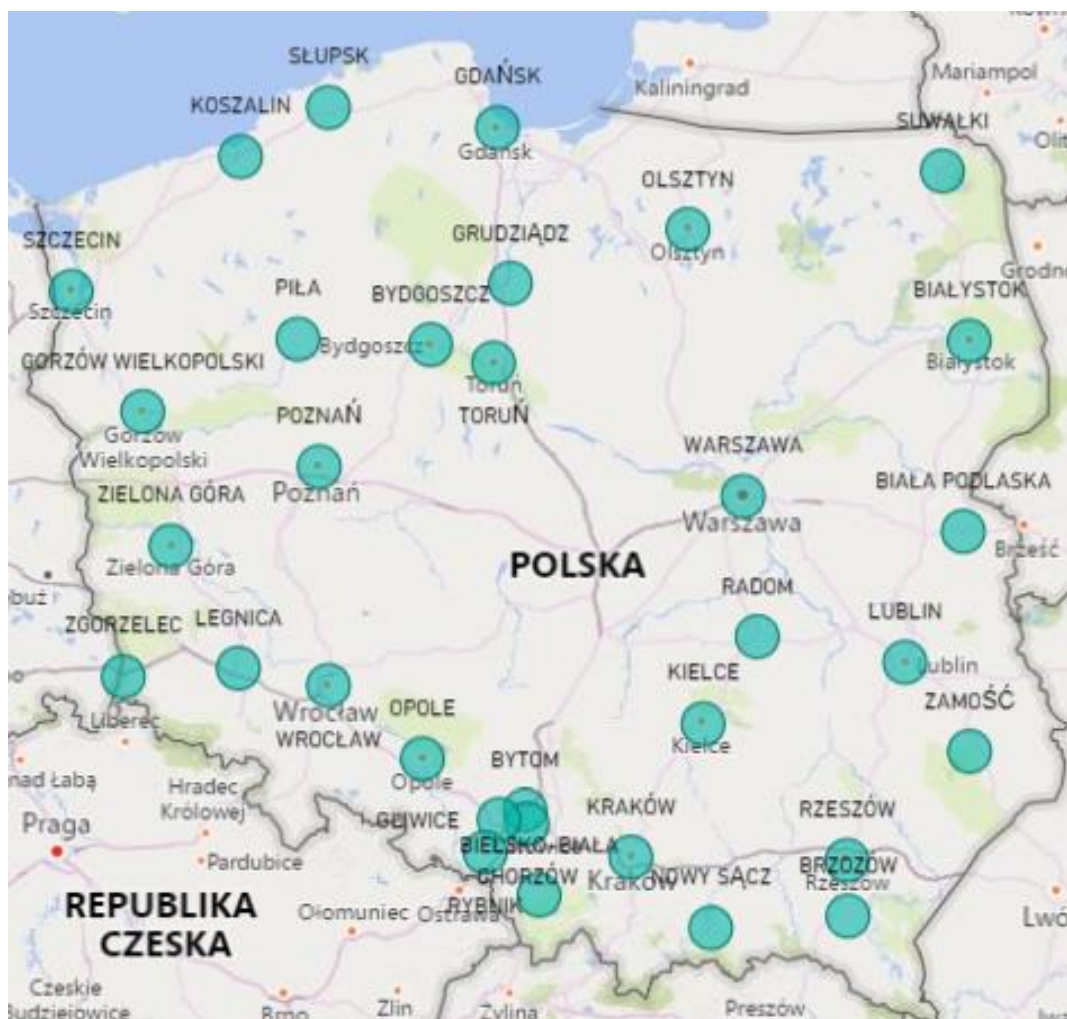 SŁUPSK
GDAŃSK
Kaliningrad
Mariampol
KOSZALIN
Gdańsk
SUWAŁKI
OLSZTYN
SZCZECIN
GRUDZIĄDZ
Olsztyn
Grodno
Szczecin
PIŁA
BYDGOSZCZ
BIAŁYSTOK
Bydgoszcz
Białystok
GORZÓW WIELKOPOLSKI
Toruń
Gorzów
Wielkopolski
POZNAŃ
TORUŃ
WARSZAWA
Poznań
ZIELONA GÓRA
BIAŁA PODLASKA
Warszawa
Brześć
Zielona Góra
POLSKA
RADOM
ZGORZELEC
LEGNICA
LUBLIN
Lublin
KIELCE
Liberec
Wrocław
WROCŁAW
OPOLE
ZAMOŚĆ
Kielce
BYTOM
nad Łabą
Hradec
Królowej
Opole
Praga
GLIWICE
KRAKÓW
RZESZÓW
BIELSKO-BIAŁA
Pardubice
CHORZÓW
Kraków
NOWY SĄCZ
BRZOZÓW
Rzeszów
REPUBLIKA
CZESKA
Ołomuniec
Ostrawa
RYBNIK
Lwó
Czeskie
Budziejowice
Brno
Zlin
Żylina
Preszów